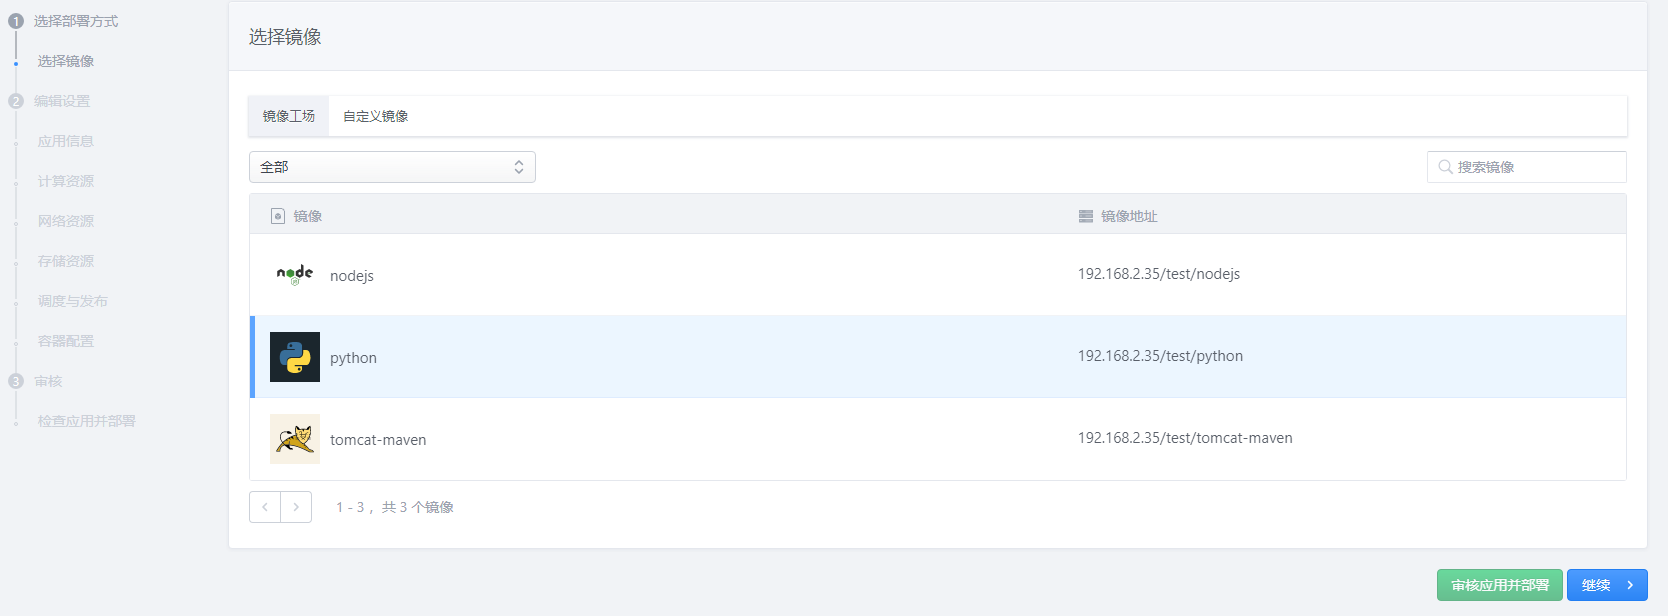 1 选择部署方式
选择镜像
2 编辑设置
应用信息
计算资源
网络资源
存储资源
调度与发布
容器配置
3 审核
检查应用并部署
选择镜像
镜像工场 自定义镜像
全部 搜索镜像
镜像 镜像地址
node
nodejs 192.168.2.35/test/nodejs
python 192.168.2.35/test/python
tomcat-maven 192.168.2.35/test/tomcat-maven
1 - 3 ，共 3 个镜像
审核应用并部署 继续